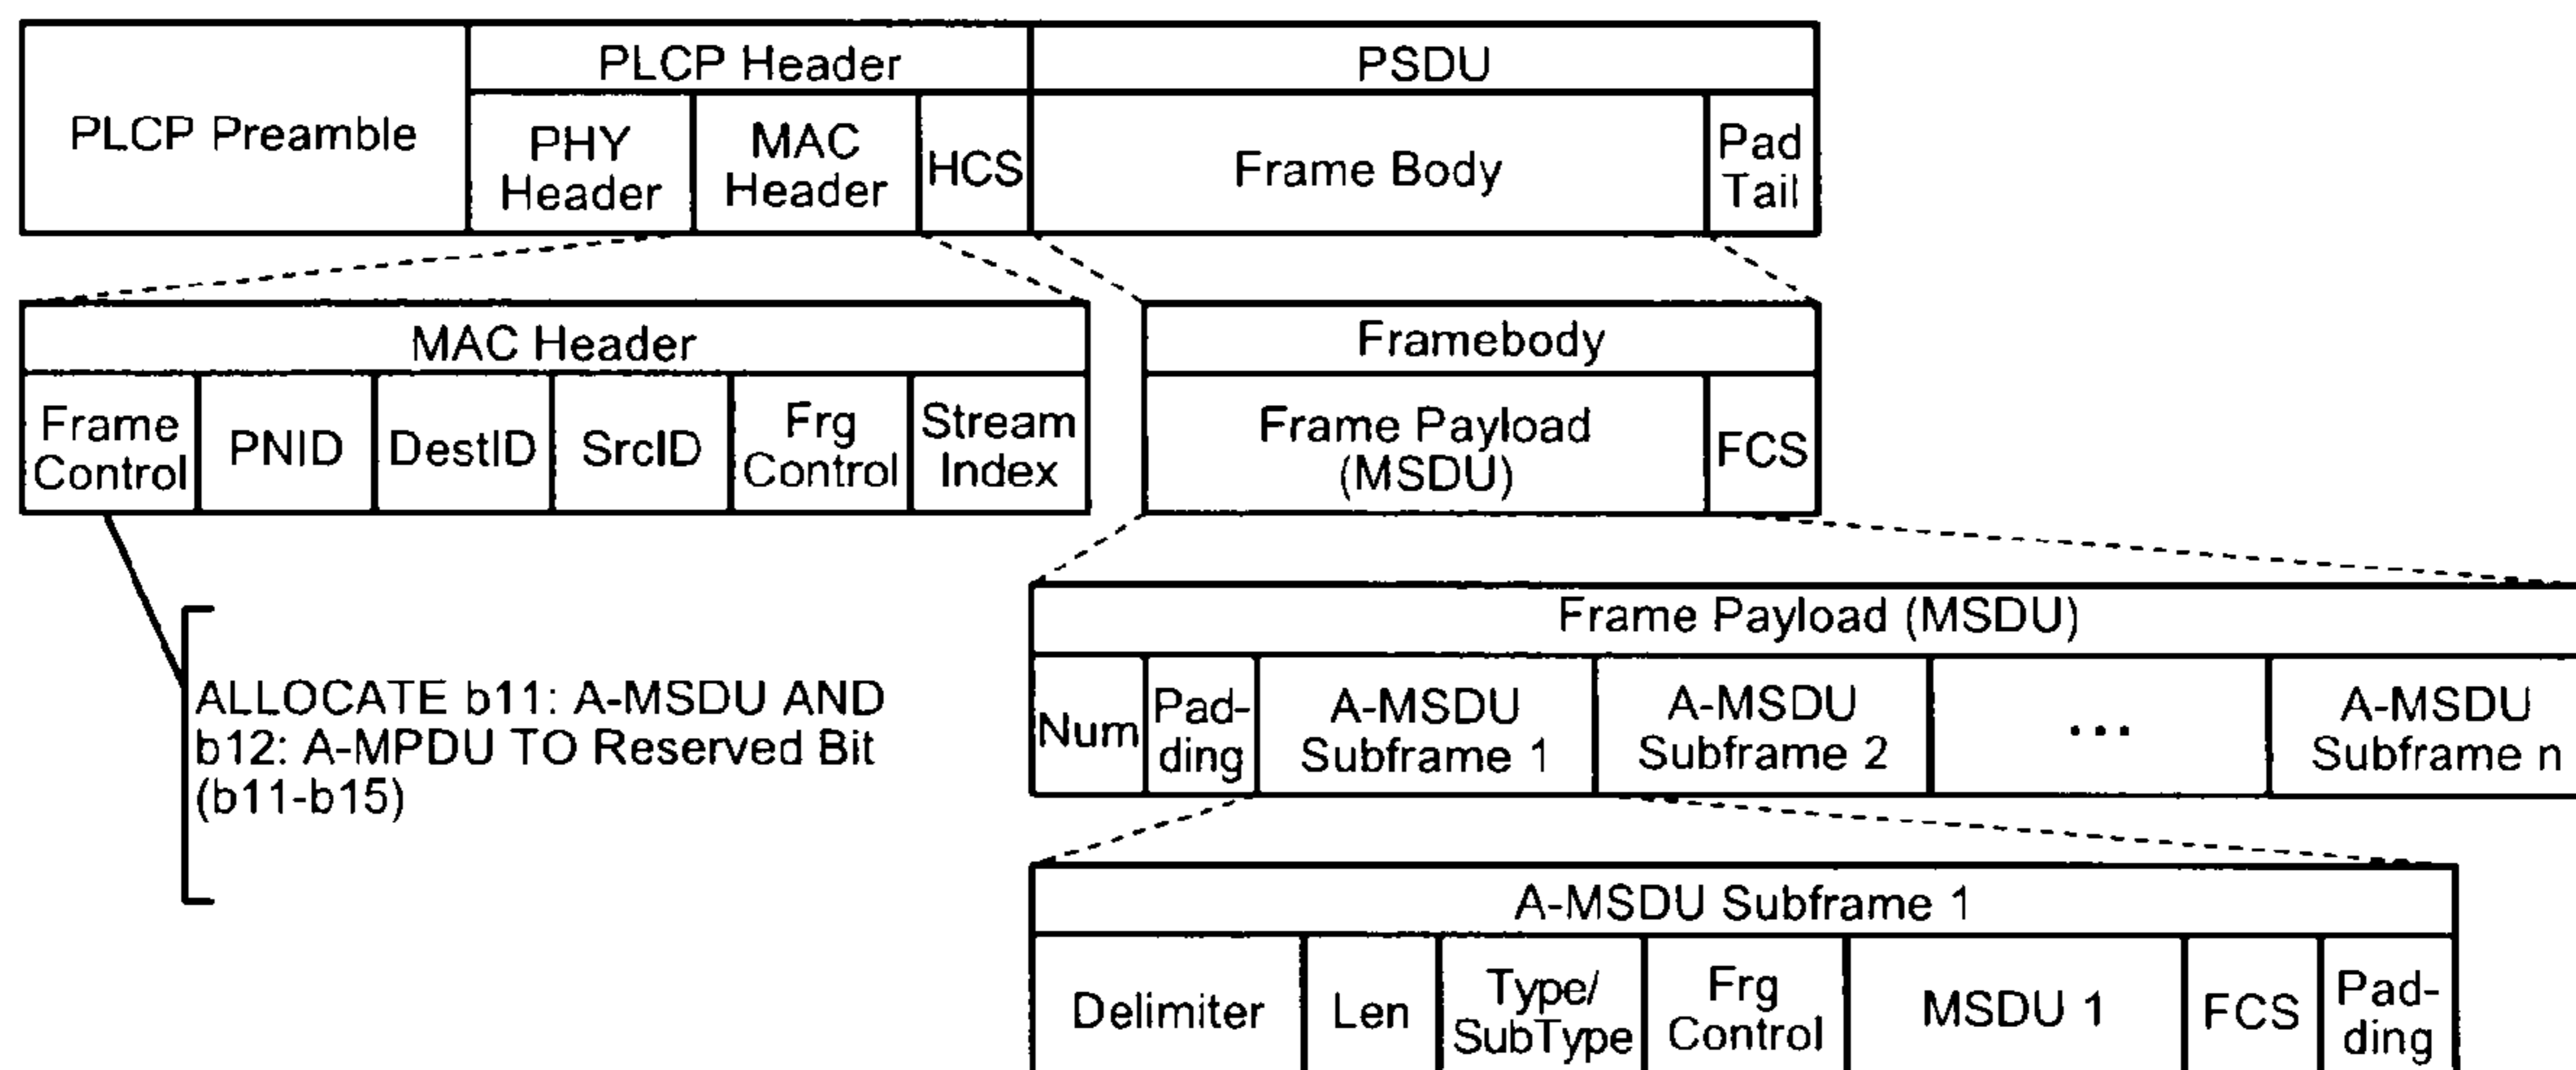 PLCP Preamble
PLCP Header
PSDU
PHY
Header
MAC
Header
HCS
Frame Body
Pad
Tail
MAC Header
Frame
Control
PNID
DestID
SrcID
Frg
Control
Stream
Index
Framebody
Frame Payload
(MSDU)
FCS
ALLOCATE b11: A-MSDU AND
b12: A-MPDU TO Reserved Bit
(b11-b15)
Frame Payload (MSDU)
Num
Pad-
ding
A-MSDU
Subframe 1
A-MSDU
Subframe 2
...
A-MSDU
Subframe n
A-MSDU Subframe 1
Delimiter
Len
Type/
SubType
Frg
Control
MSDU 1
FCS
Pad-
ding